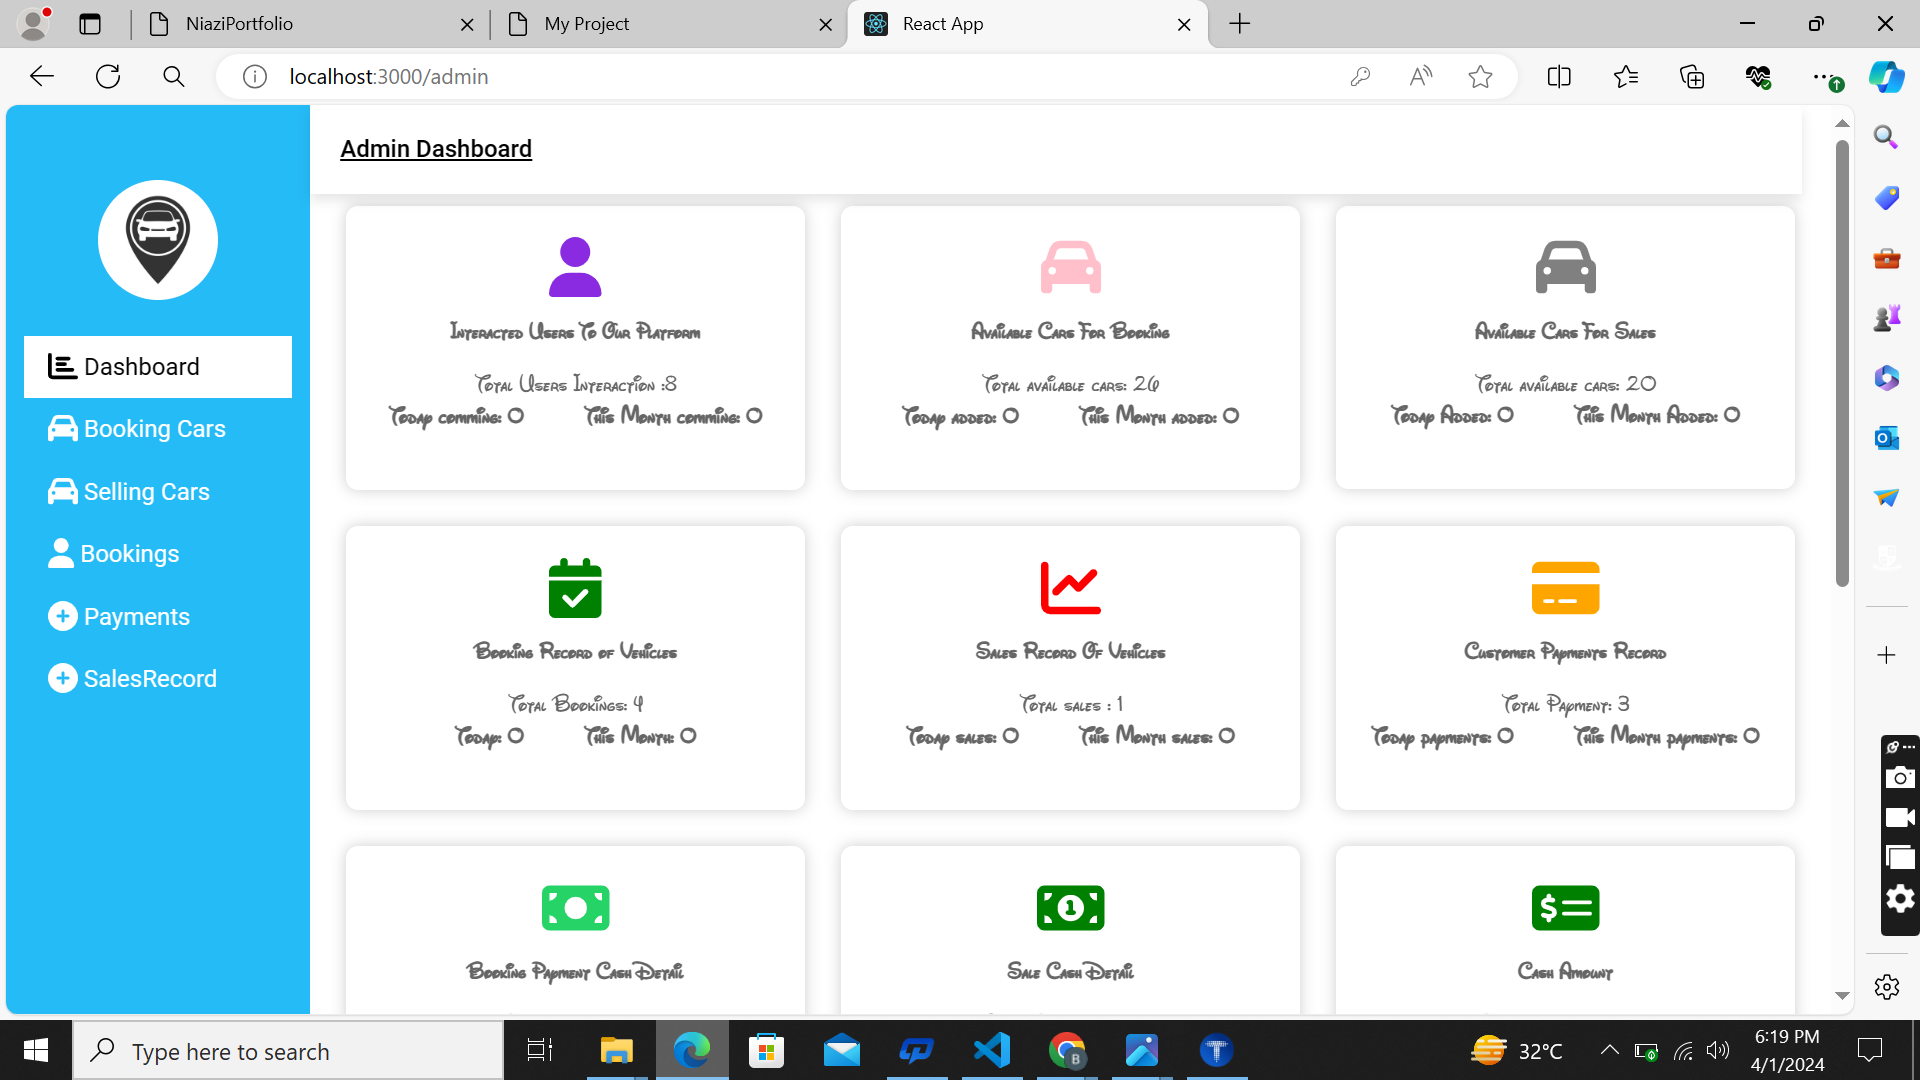 NiaziPortfolio
My Project
React App
localhost:3000/admin
Admin Dashboard
Dashboard
Booking Cars
Selling Cars
Bookings
Payments
SalesRecord
Interacted Users To Our Platform
Total Users Interaction :8
Today comming: 0 This Month comming: 0
Available Cars For Booking
Total available cars: 26
Today added: 0 This Month added: 0
Available Cars For Sales
Total available cars: 20
Today Added: 0 This Month Added: 0
Booking Record of Vehicles
Total Bookings: 4
Today: 0 This Month: 0
Sales Record Of Vehicles
Total sales : 1
Today sales: 0 This Month sales: 0
Customer Payments Record
Total Payment: 3
Today payments: 0 This Month payments: 0
Booking Payment Cash Detail
Sale Cash Detail
Cash Amount
Type here to search
32°C
6:19 PM
4/1/2024